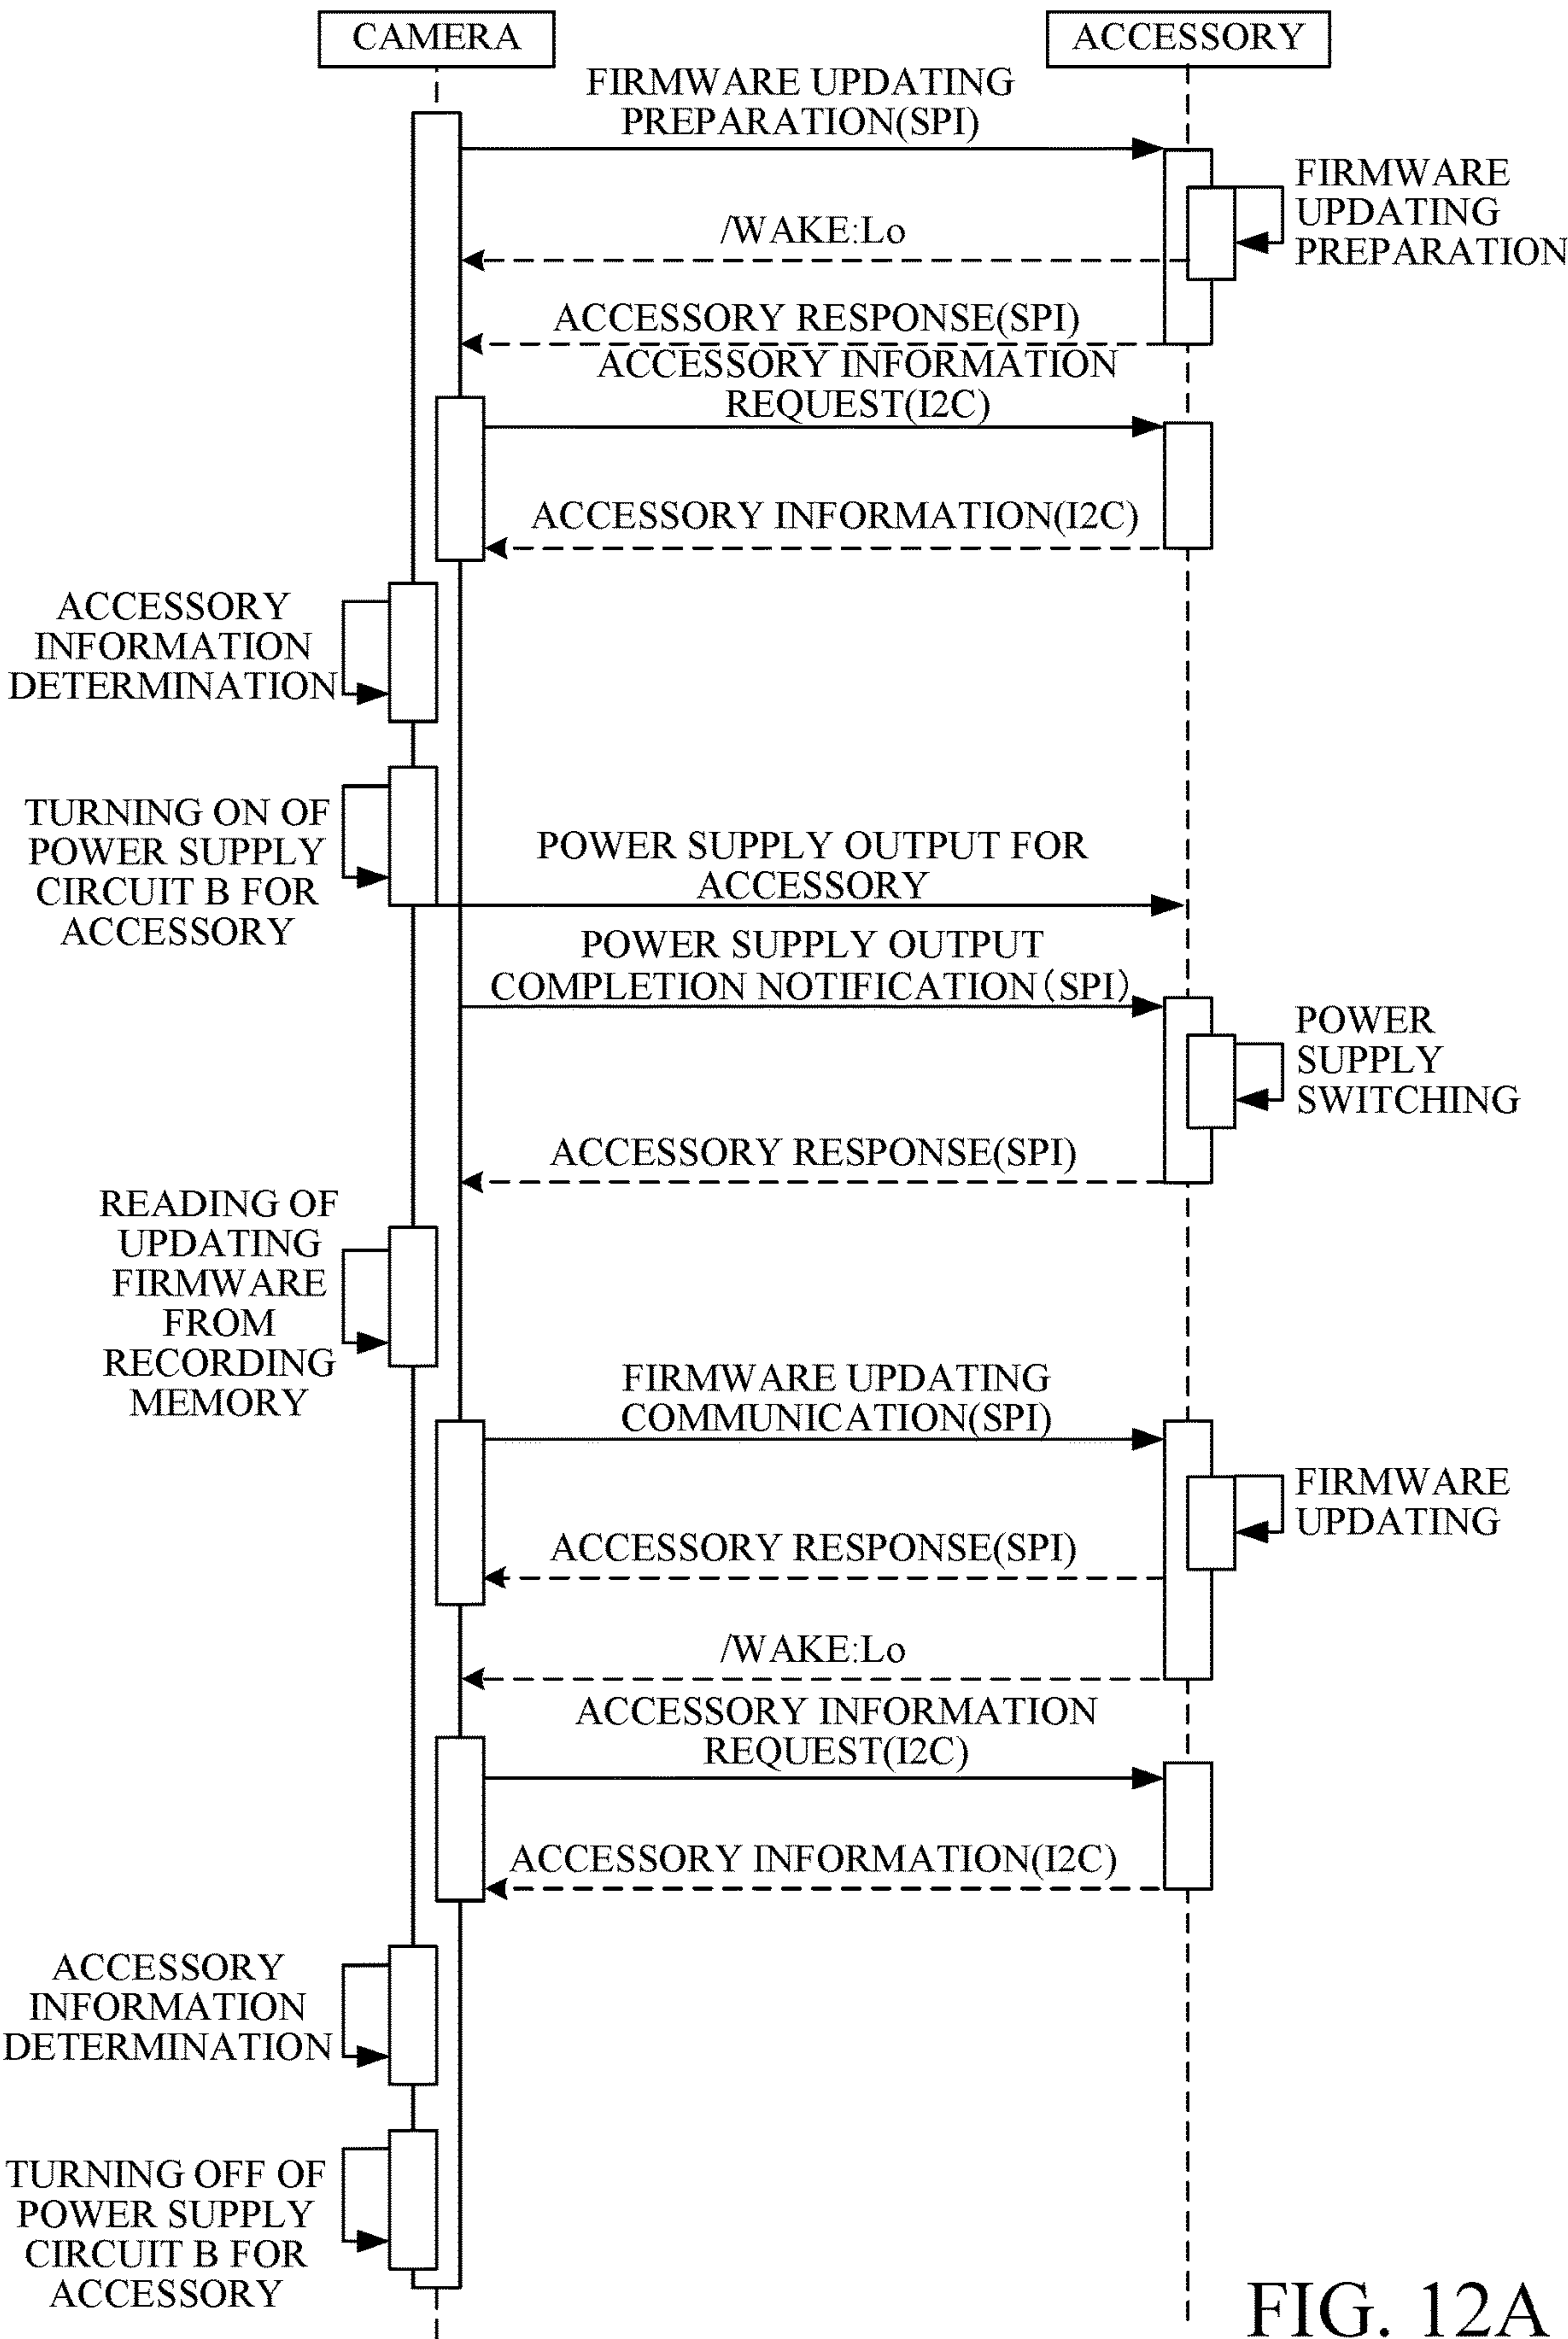 CAMERA
ACCESSORY
FIRMWARE UPDATING
PREPARATION(SPI)
FIRMWARE
UPDATING
PREPARATION
/WAKE:Lo
ACCESSORY RESPONSE(SPI)
ACCESSORY INFORMATION
REQUEST(I2C)
ACCESSORY INFORMATION(I2C)
ACCESSORY
INFORMATION
DETERMINATION
TURNING ON OF
POWER SUPPLY
CIRCUIT B FOR
ACCESSORY
POWER SUPPLY OUTPUT FOR
ACCESSORY
POWER SUPPLY OUTPUT
COMPLETION NOTIFICATION(SPI)
POWER
SUPPLY
SWITCHING
ACCESSORY RESPONSE(SPI)
READING OF
UPDATING
FIRMWARE
FROM
RECORDING
MEMORY
FIRMWARE UPDATING
COMMUNICATION(SPI)
FIRMWARE
UPDATING
ACCESSORY RESPONSE(SPI)
/WAKE:Lo
ACCESSORY INFORMATION
REQUEST(I2C)
ACCESSORY INFORMATION(I2C)
ACCESSORY
INFORMATION
DETERMINATION
TURNING OFF OF
POWER SUPPLY
CIRCUIT B FOR
ACCESSORY
FIG. 12A